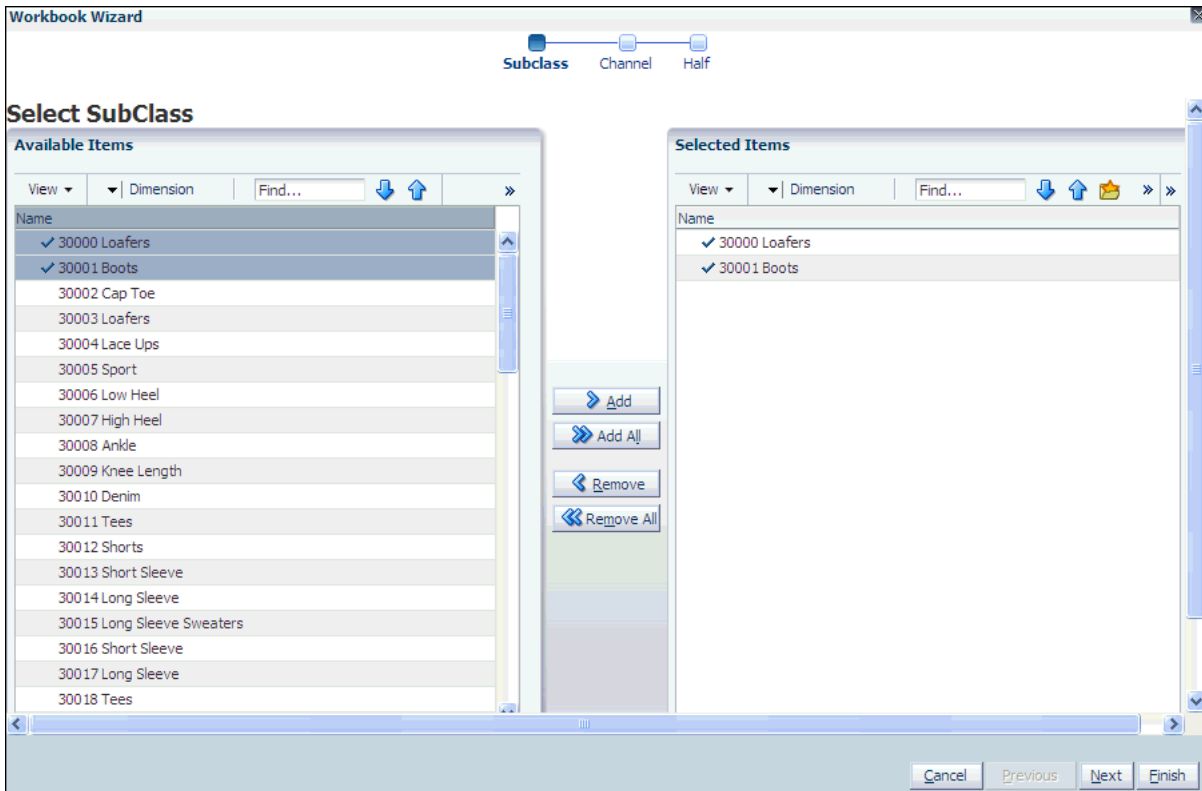 Workbook Wizard
Subclass Channel Half
Select SubClass
Available Items
View Dimension Find...
Name
30000 Loafers
30001 Boots
30002 Cap Toe
30003 Loafers
30004 Lace Ups
30005 Sport
30006 Low Heel
30007 High Heel
30008 Ankle
30009 Knee Length
30010 Denim
30011 Tees
30012 Shorts
30013 Short Sleeve
30014 Long Sleeve
30015 Long Sleeve Sweaters
30016 Short Sleeve
30017 Long Sleeve
30018 Tees
Add
Add All
Remove
Remove All
Selected Items
View Dimension Find...
Name
30000 Loafers
30001 Boots
Cancel Previous Next Finish